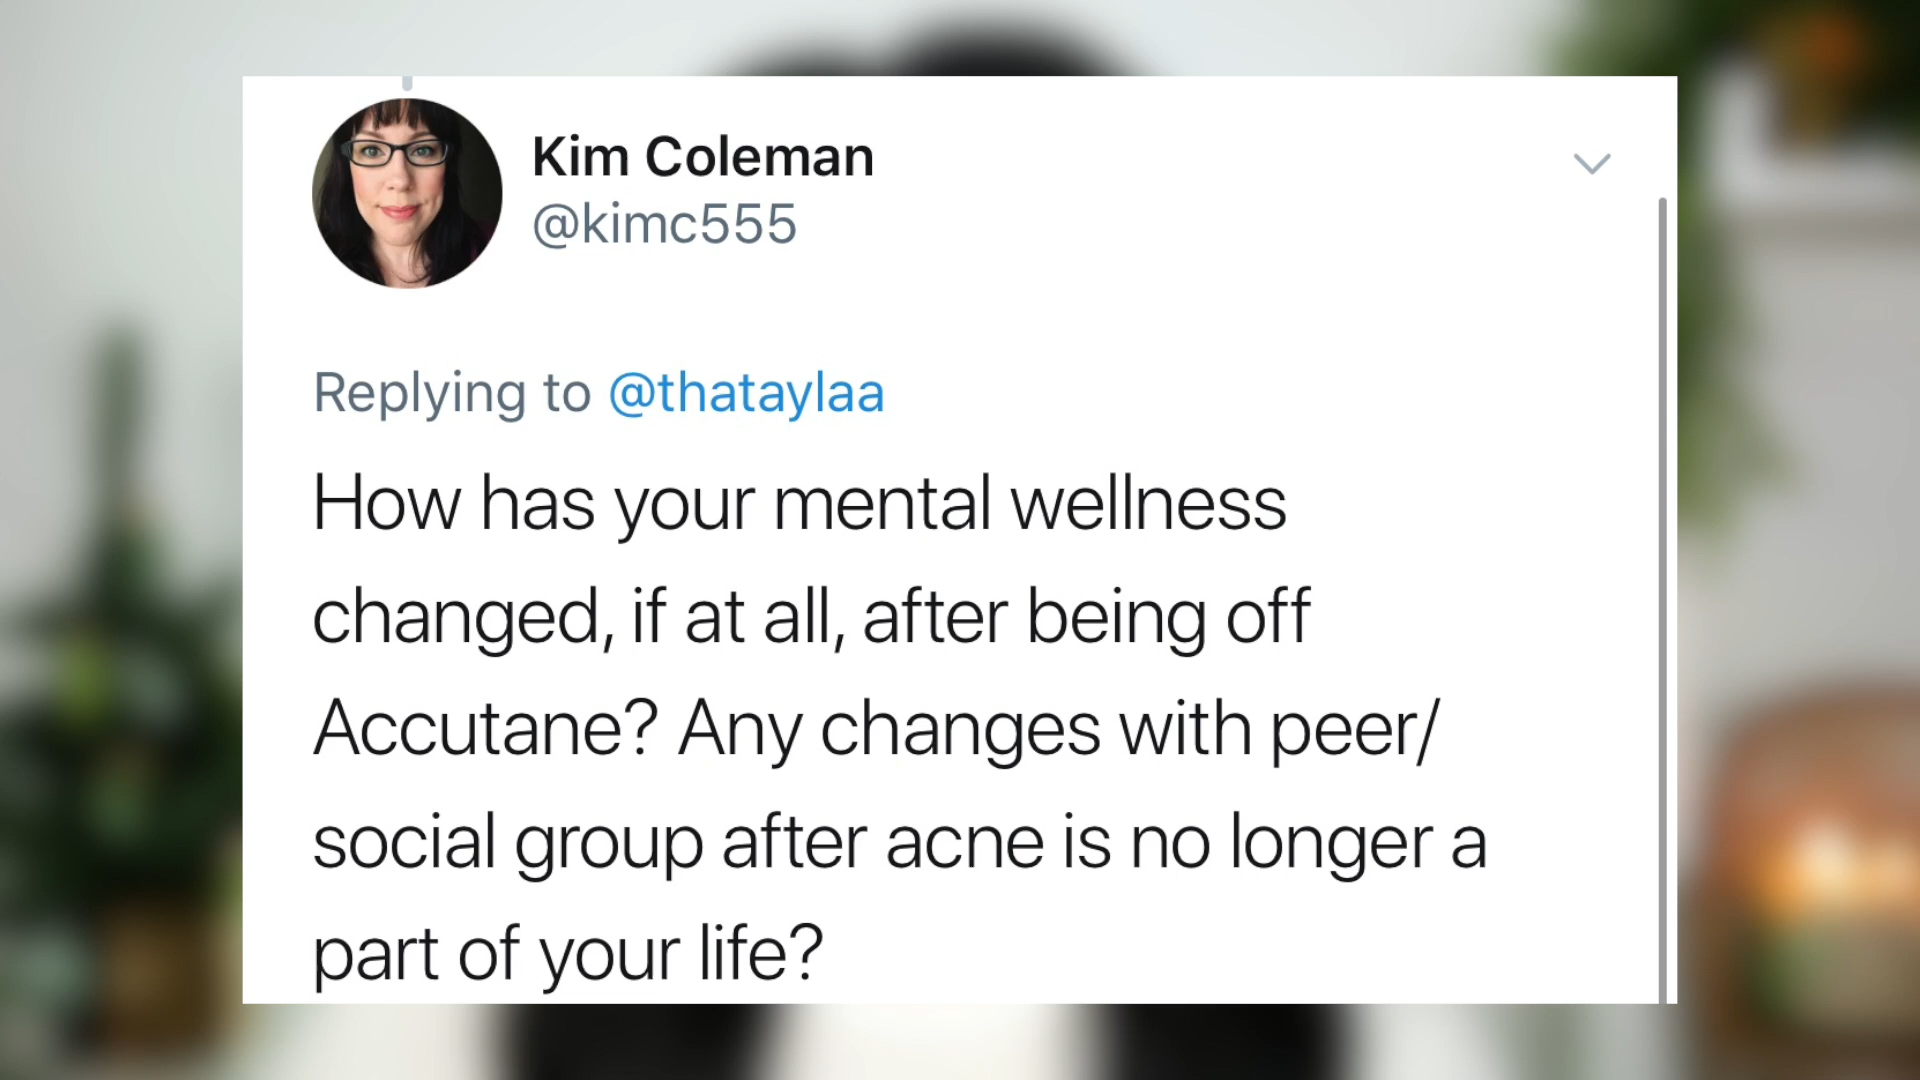 Kim Coleman
@kimc555
Replying to @thataylaa
How has your mental wellness
changed, if at all, after being off
Accutane? Any changes with peer/
social group after acne is no longer a
part of your life?